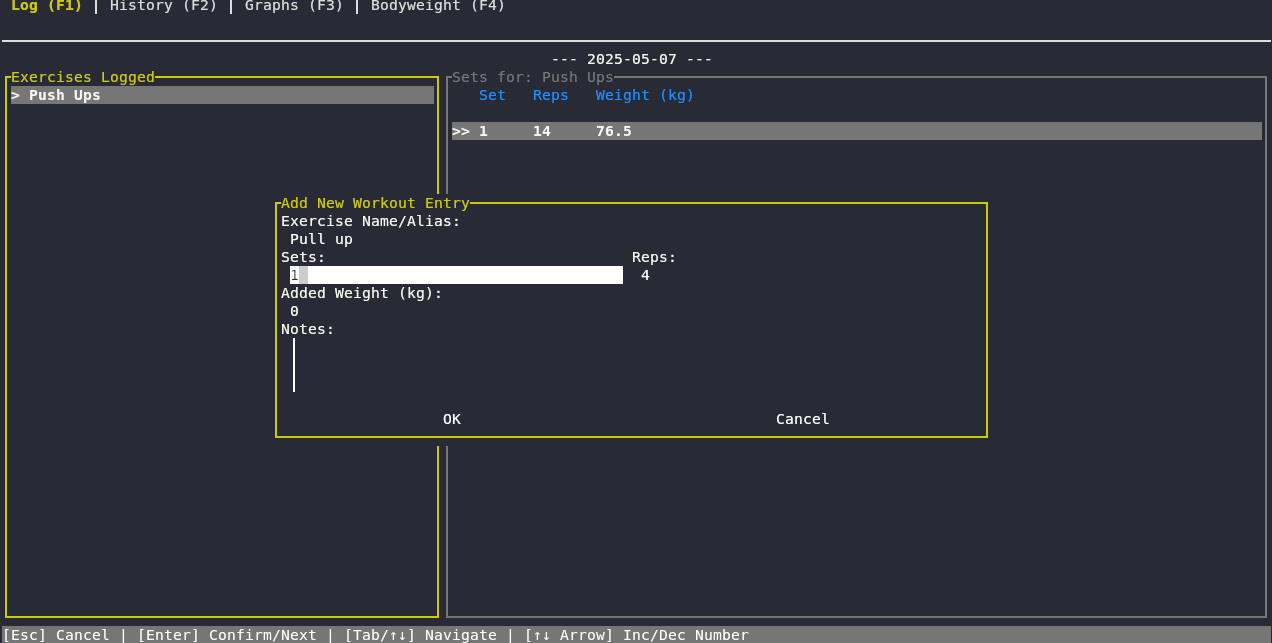 Log (F1) │ History (F2) │ Graphs (F3) │ Bodyweight (F4)
--- 2025-05-07 ---
Exercises Logged
> Push Ups
Sets for: Push Ups
Set Reps Weight (kg)
>> 1 14 76.5
Add New Workout Entry
Exercise Name/Alias:
Pull up
Sets: Reps:
1 4
Added Weight (kg):
0
Notes:
OK Cancel
[Esc] Cancel | [Enter] Confirm/Next | [Tab/↑↓] Navigate | [↑↓ Arrow] Inc/Dec Number